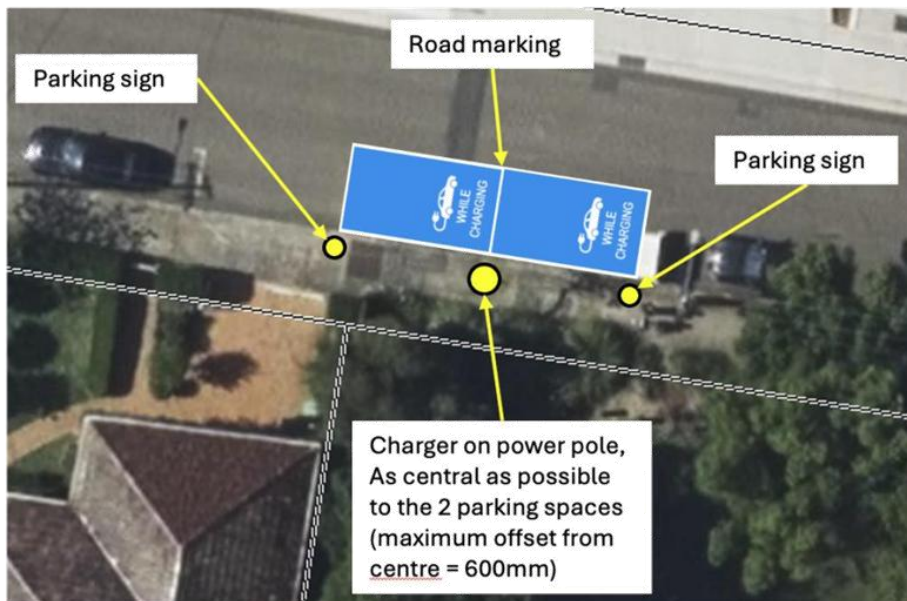 Road marking
Parking sign
Parking sign
WHILE
CHARGING
WHILE
CHARGING
Charger on power pole,
As central as possible
to the 2 parking spaces
(maximum offset from
centre = 600mm)